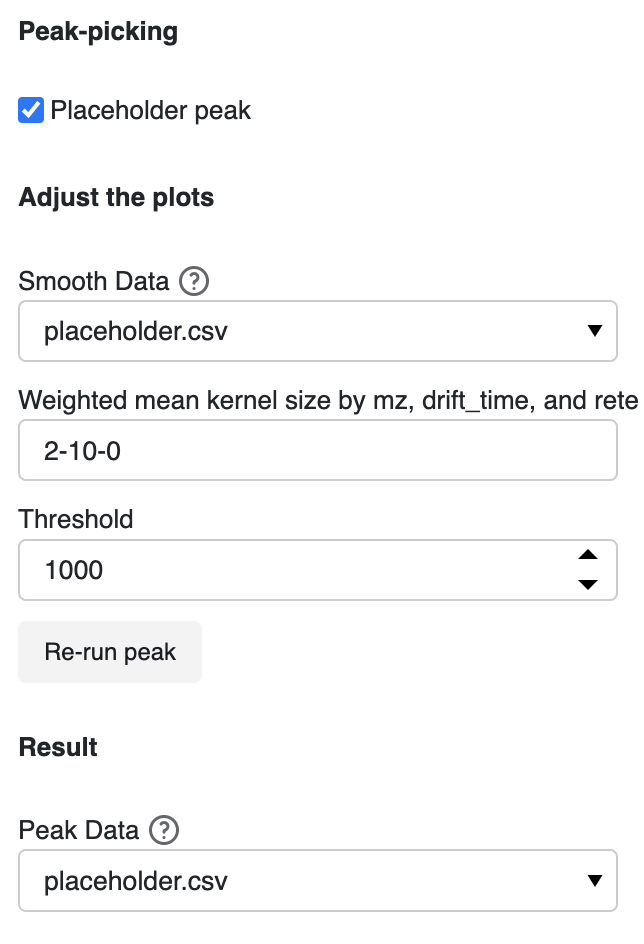 Peak-picking
Placeholder peak
Adjust the plots
Smooth Data ?
placeholder.csv
Weighted mean kernel size by mz, drift_time, and rete
2-10-0
Threshold
1000
Re-run peak
Result
Peak Data ?
placeholder.csv